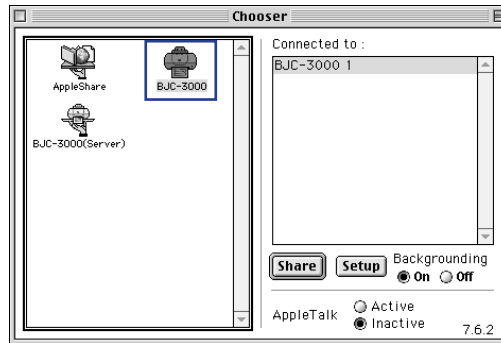 Chooser
AppleShare
BJC-3000
BJC-3000(Server)
Connected to :
BJC-3000 1
Share
Setup
Backgrounding
On
Off
AppleTalk
Active
Inactive
7.6.2